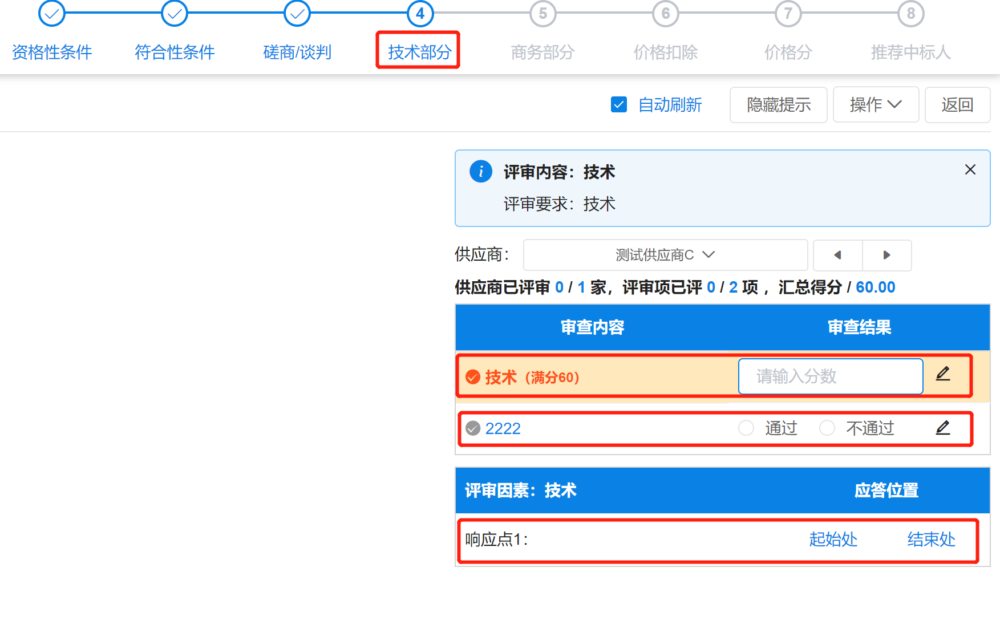 4 5 6 7 8
资格性条件 符合性条件 磋商/谈判 技术部分 商务部分 价格扣除 价格分 推荐中标人
自动刷新 隐藏提示 操作 返回
i 评审内容：技术
评审要求：技术
供应商： 测试供应商C
供应商已评审 0 / 1 家，评审项已评 0 / 2 项 ，汇总得分 / 60.00
审查内容 审查结果
技术（满分60） 请输入分数
2222 通过 不通过
评审因素：技术 应答位置
响应点1： 起始处 结束处